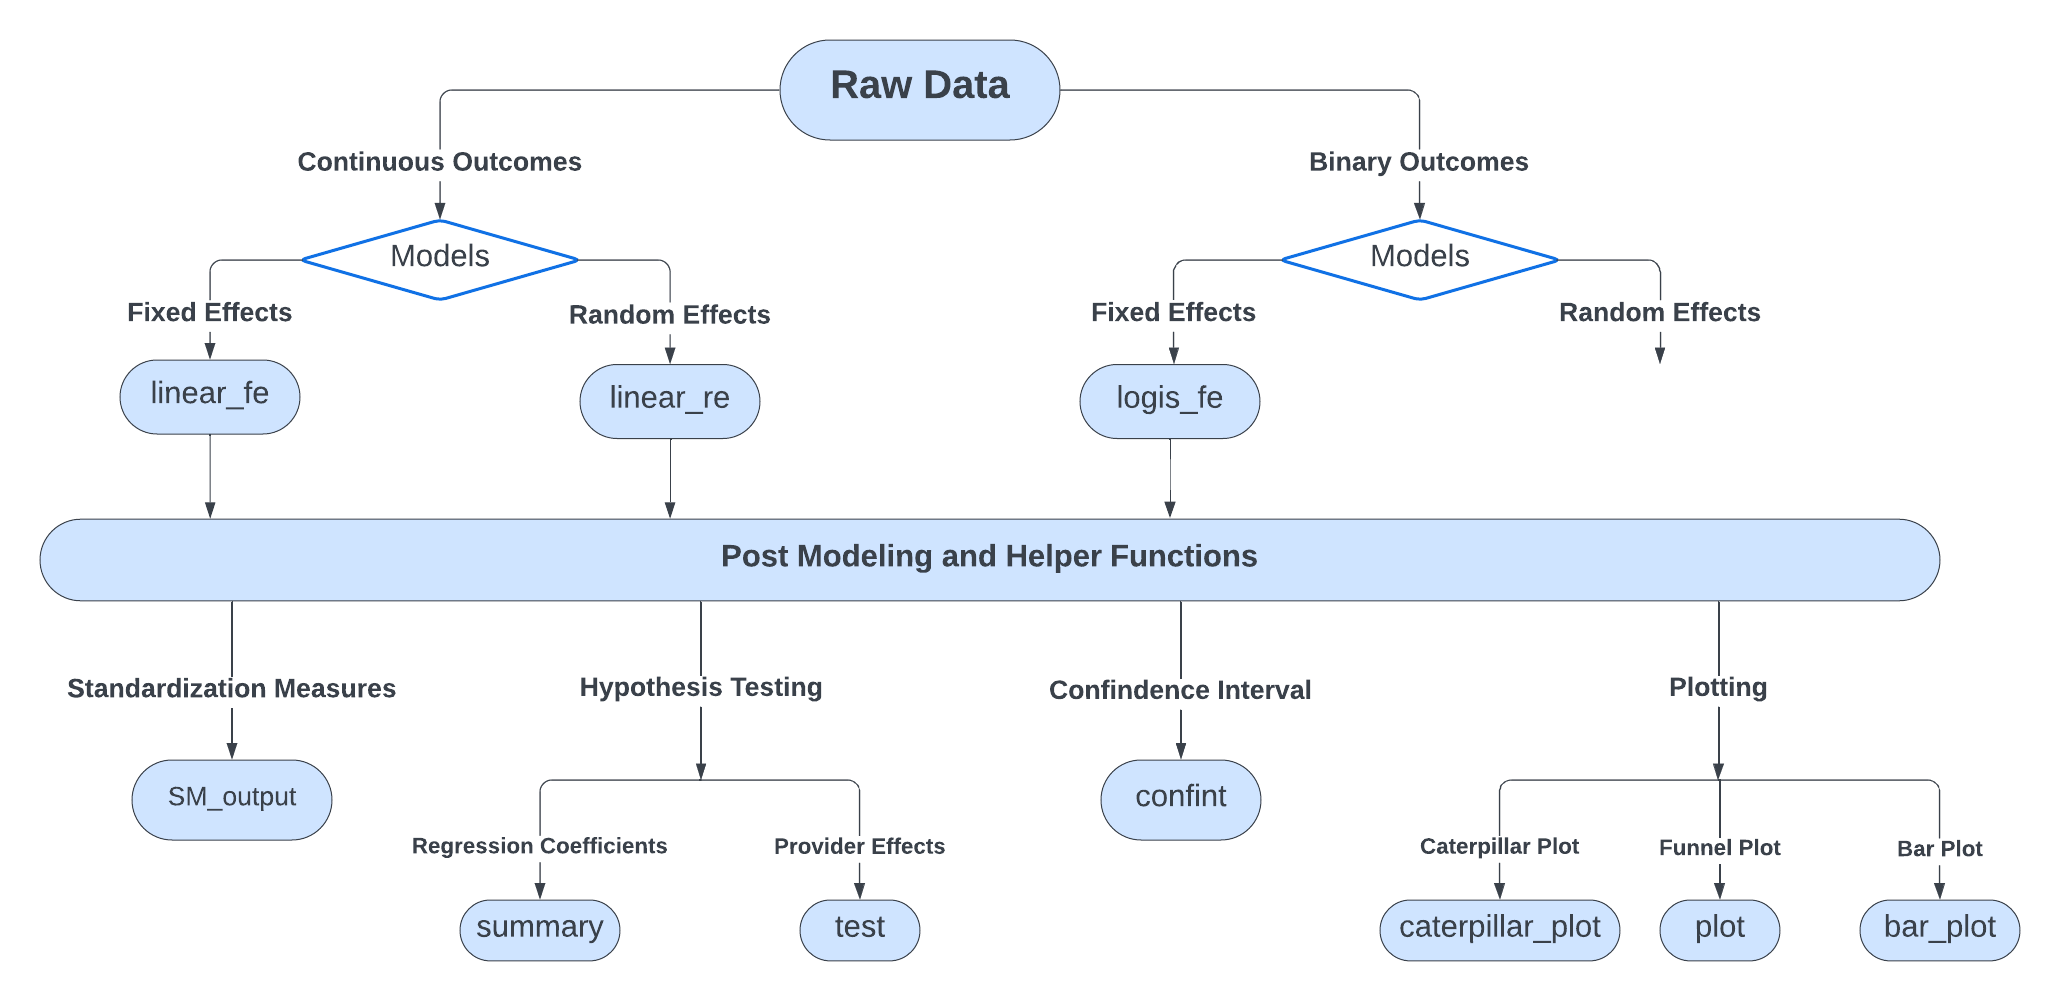 Raw Data
Continuous Outcomes
Binary Outcomes
Models
Models
Fixed Effects
Random Effects
Fixed Effects
Random Effects
linear_fe
linear_re
logis_fe
Post Modeling and Helper Functions
Standardization Measures
Hypothesis Testing
Confindence Interval
Plotting
SM_output
confint
Regression Coefficients
Provider Effects
Caterpillar Plot
Funnel Plot
Bar Plot
summary
test
caterpillar_plot
plot
bar_plot